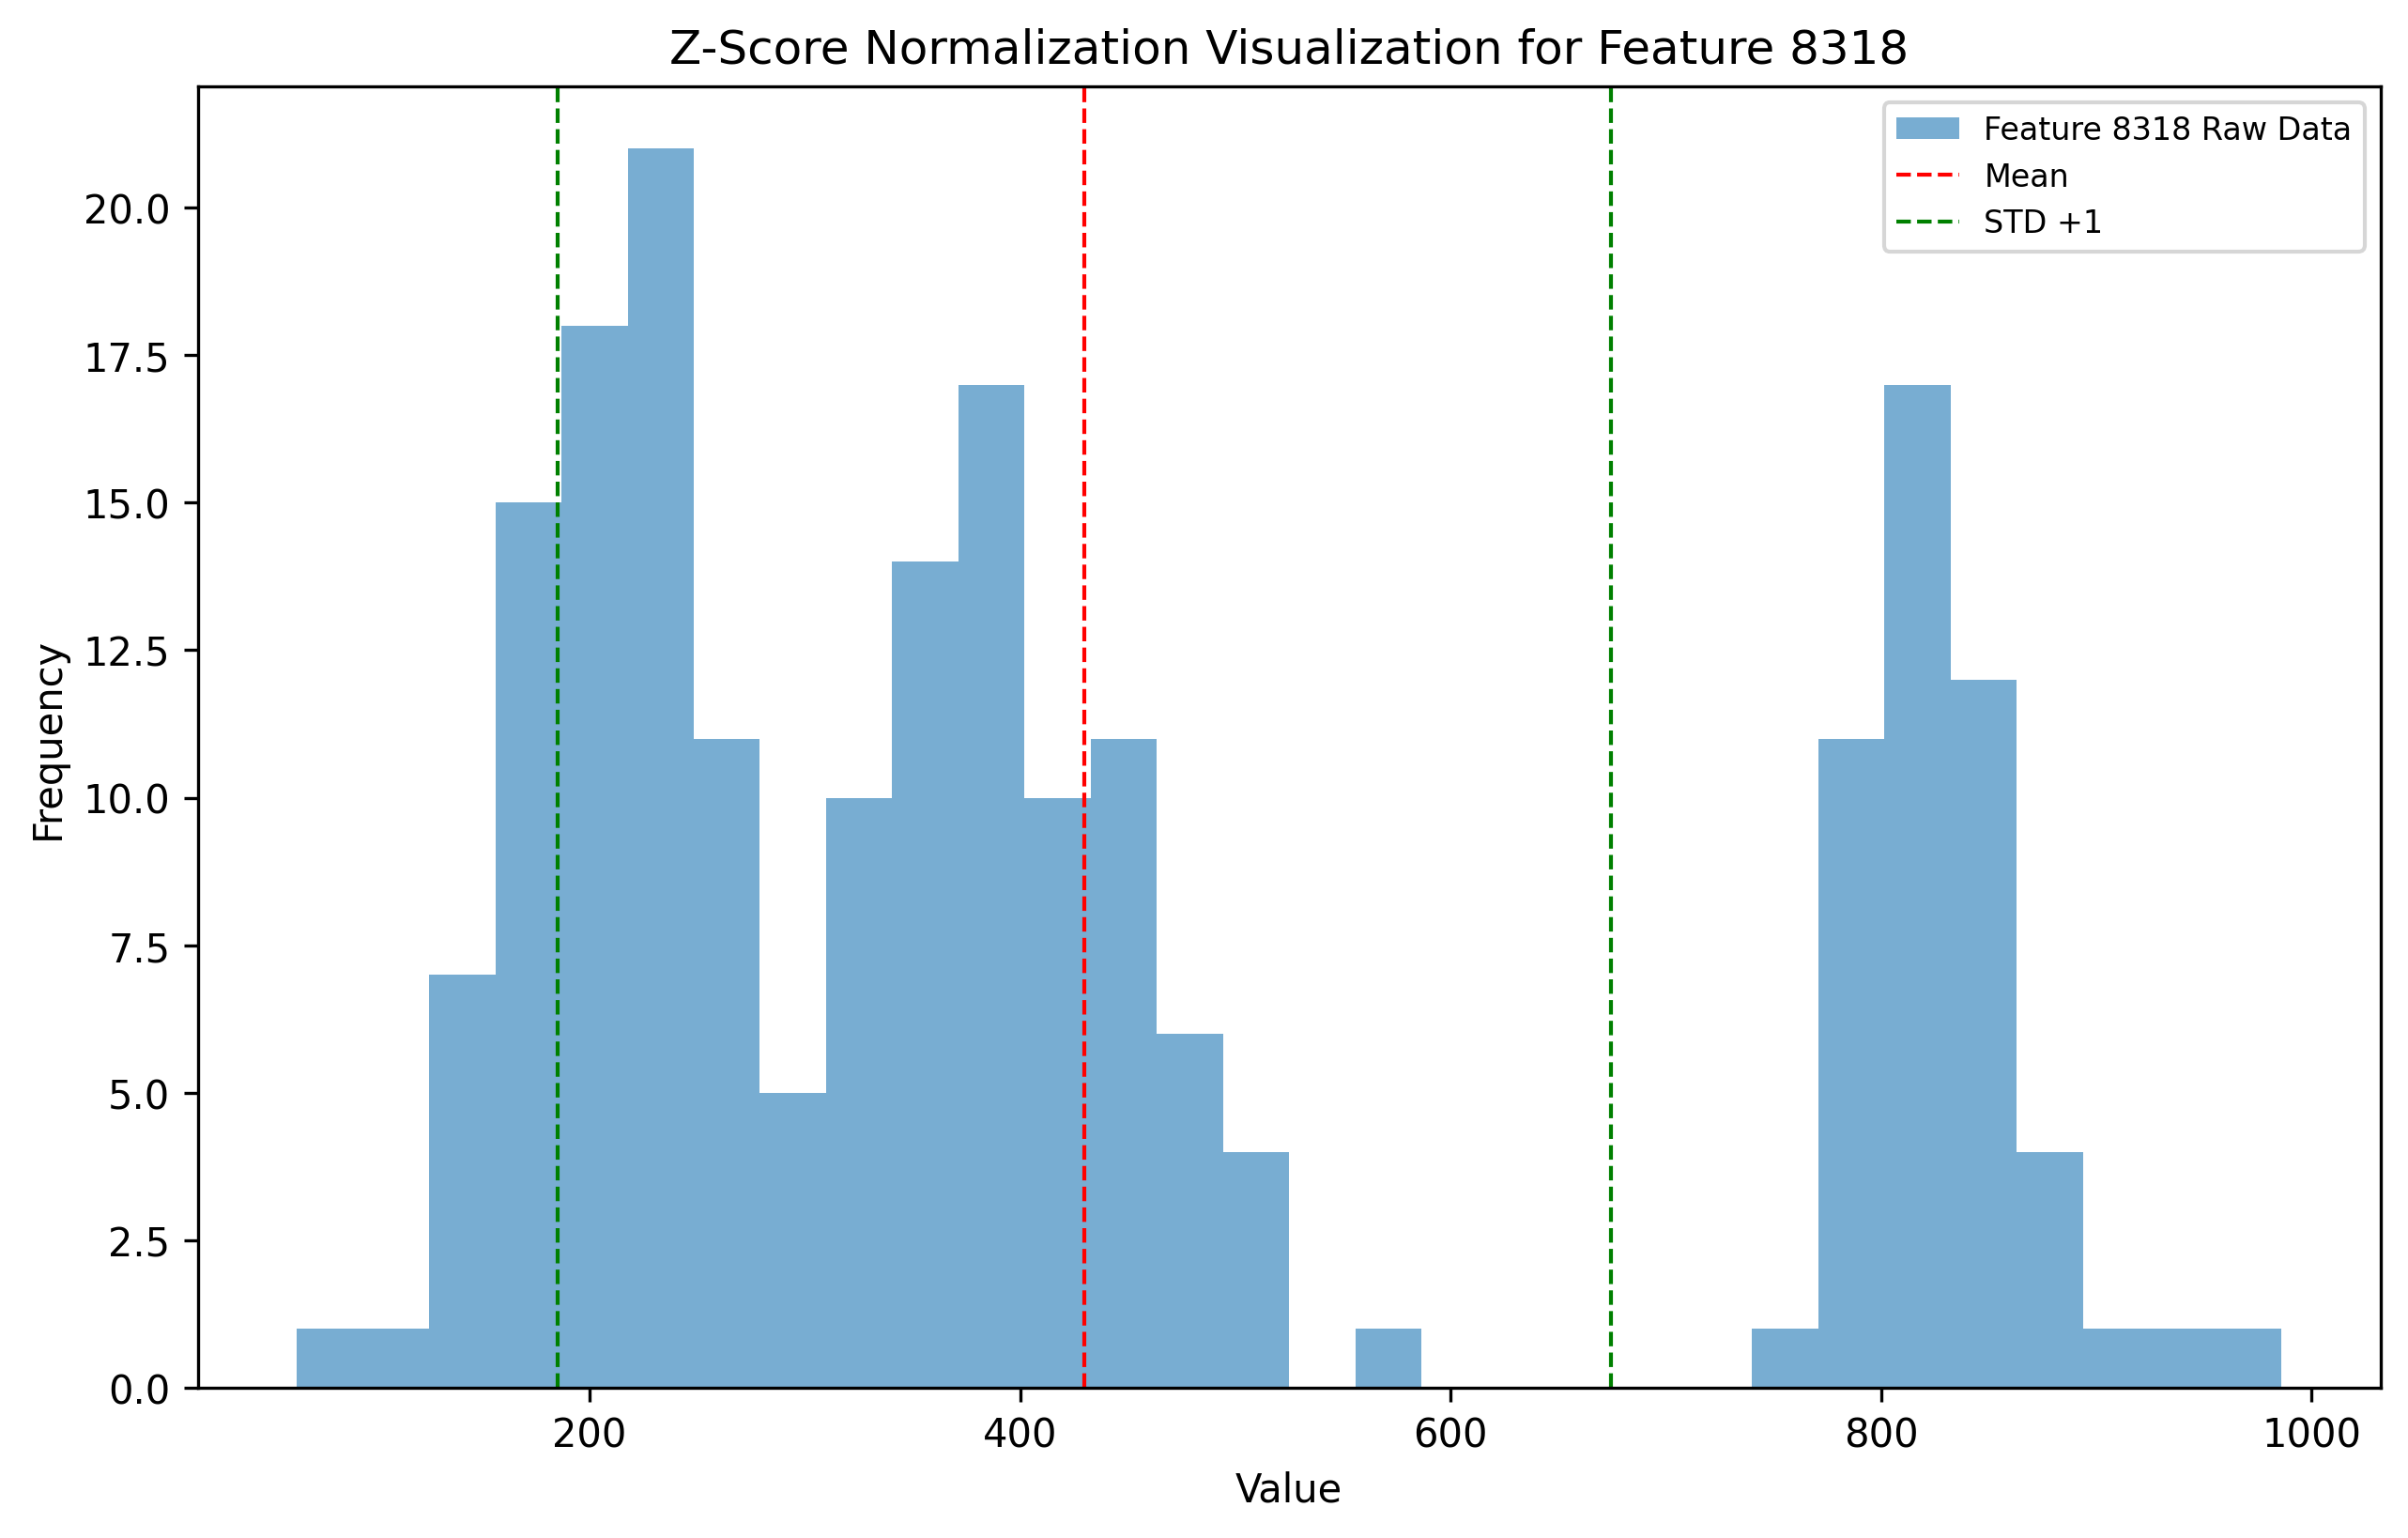 Z-Score Normalization Visualization for Feature 8318
Feature 8318 Raw Data
Mean
STD +1
Frequency
20.0
17.5
15.0
12.5
10.0
7.5
5.0
2.5
0.0
200 400 600 800 1000
Value